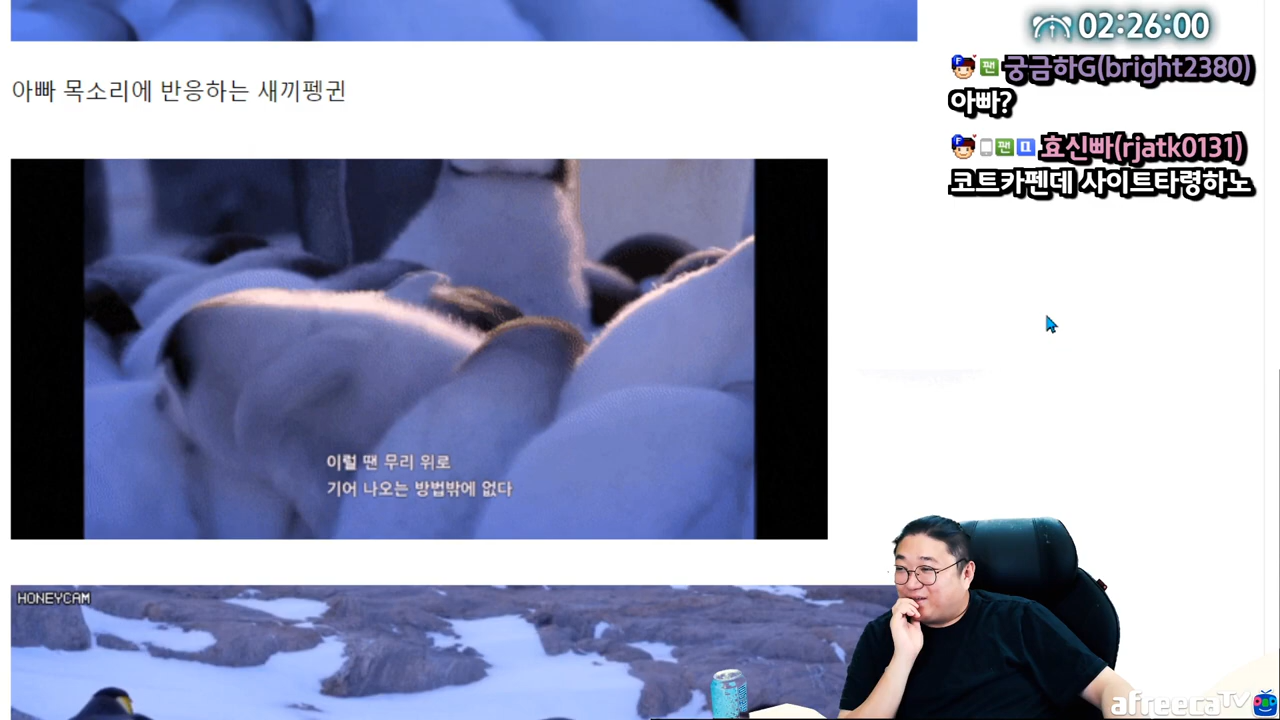 02:26:00
팬 궁금하G(bright2380)
아빠?
팬 효신빠(rjatk0131)
코트카펜데 사이트타령하노
아빠 목소리에 반응하는 새끼펭귄
이럴 땐 무리 위로
기어 나오는 방법밖에 없다
HONEYCAM
afreecaTV